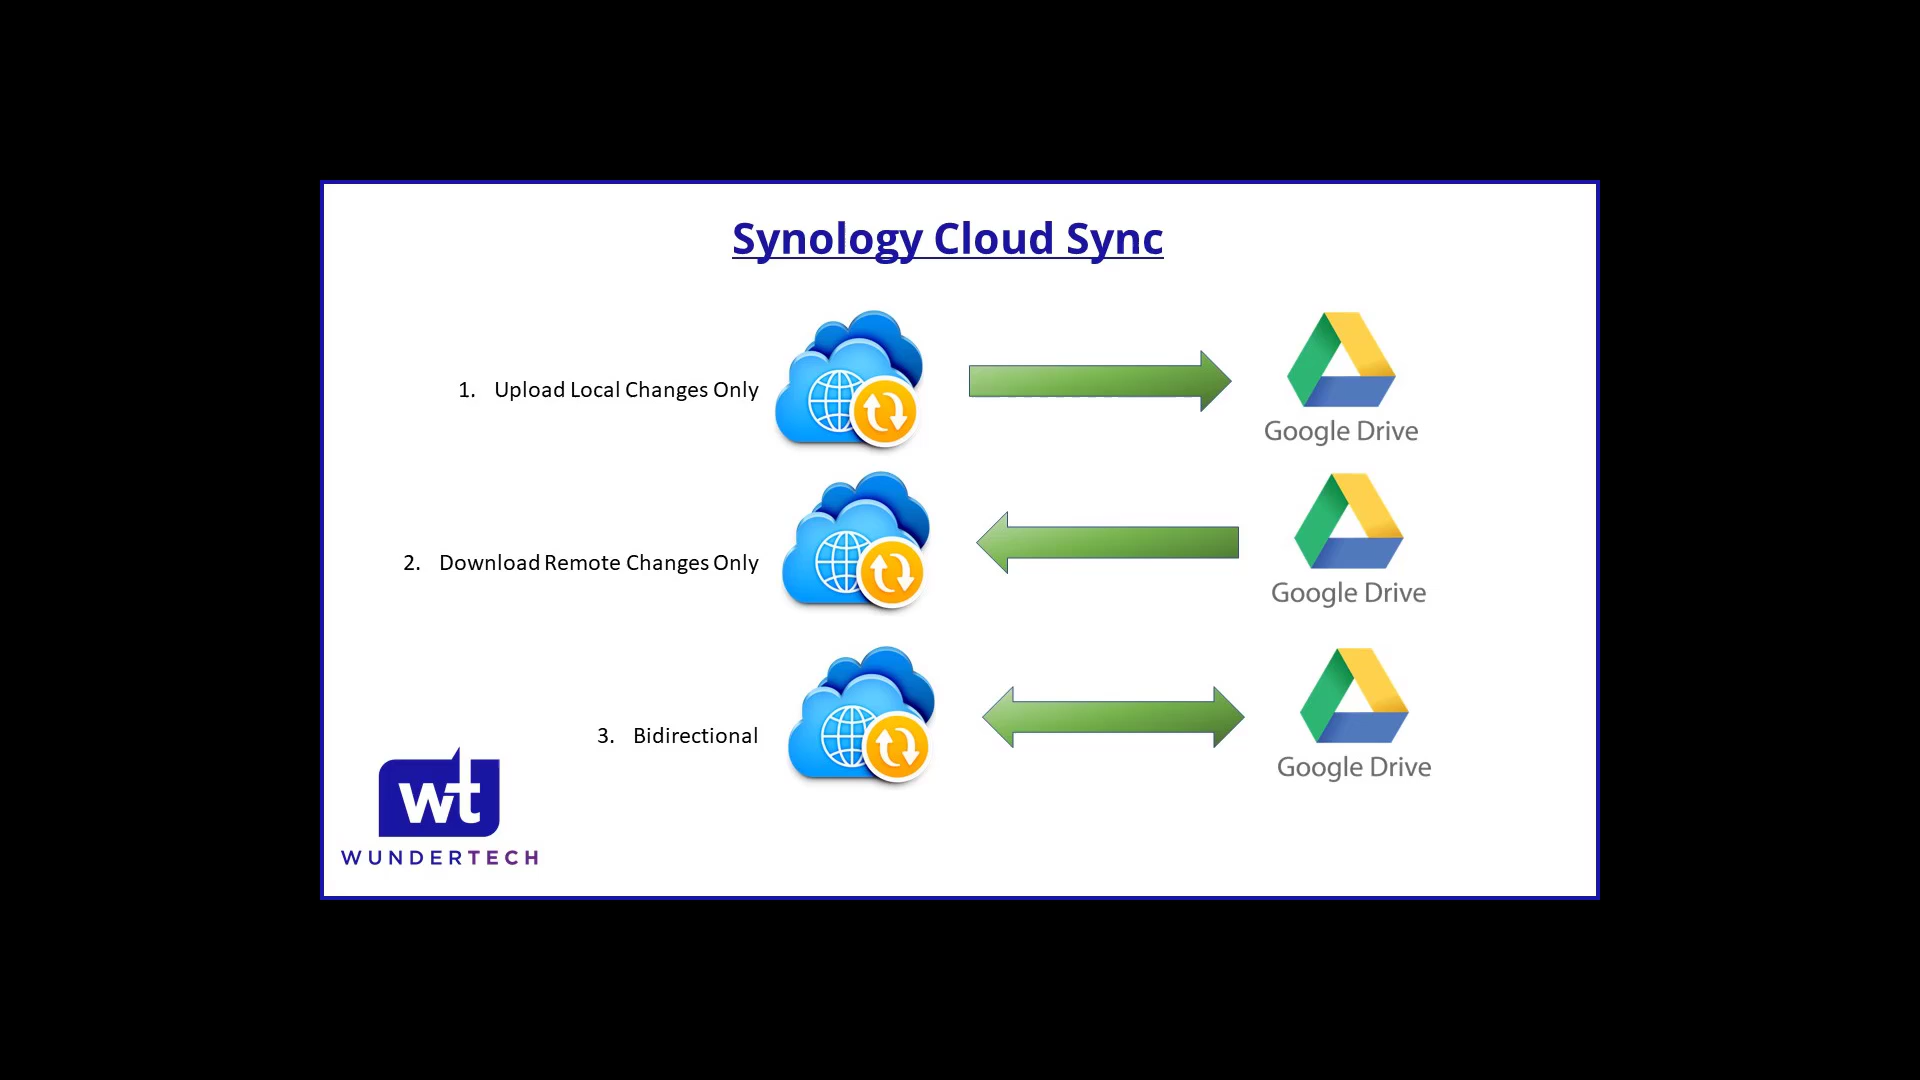 Synology Cloud Sync
1. Upload Local Changes Only
Google Drive
2. Download Remote Changes Only
Google Drive
3. Bidirectional
Google Drive
wt
WUNDERTECH